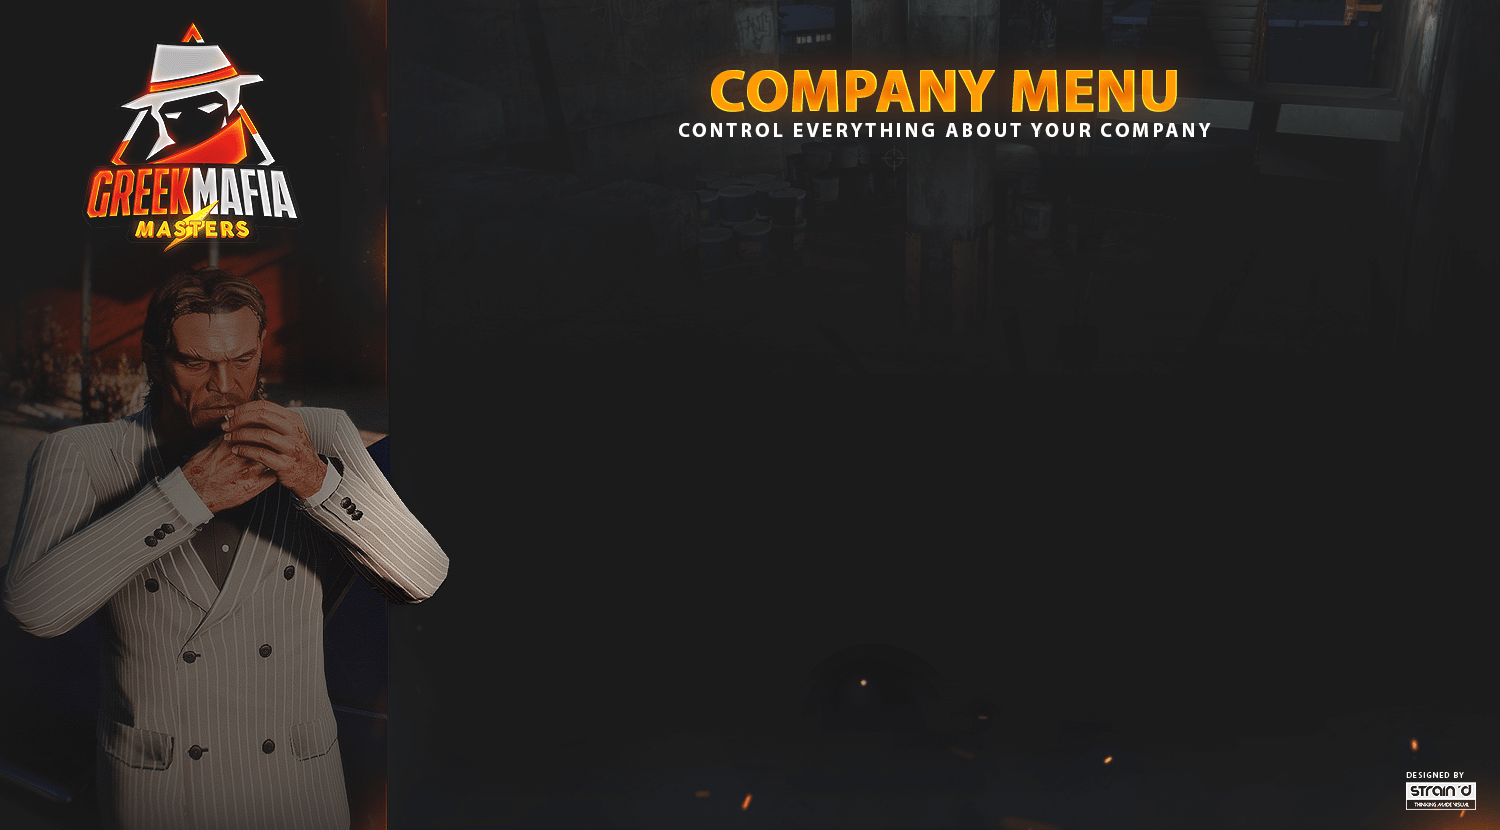 GREEKMAFIA
MASTERS
COMPANY MENU
CONTROL EVERYTHING ABOUT YOUR COMPANY
DESIGNED BY
strain'd
THINKING MADE VISUAL